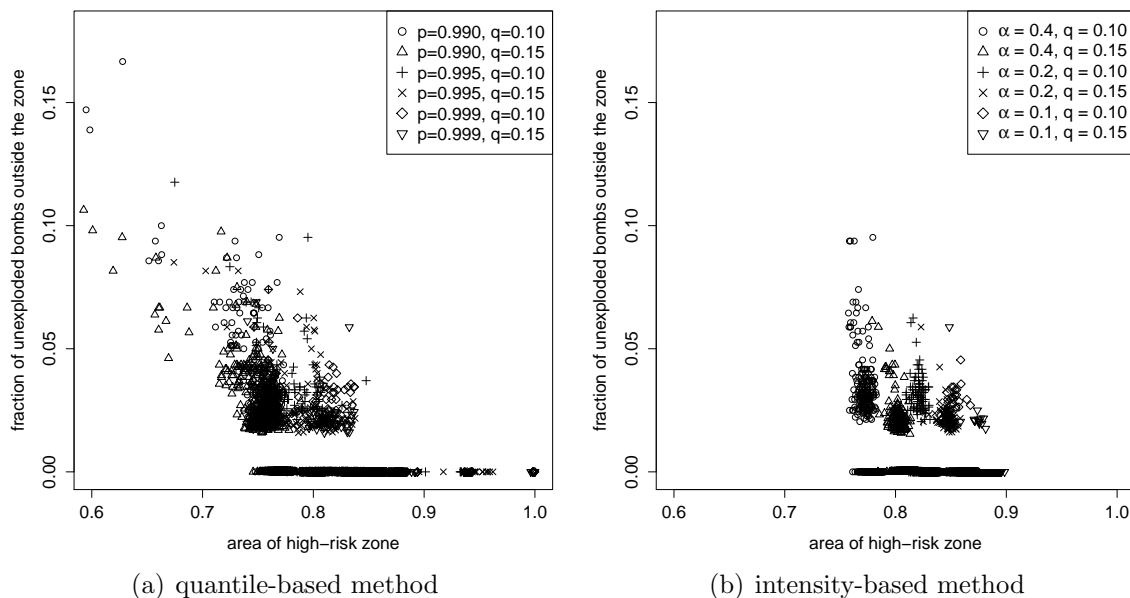 p=0.990, q=0.10
p=0.990, q=0.15
p=0.995, q=0.10
p=0.995, q=0.15
p=0.999, q=0.10
p=0.999, q=0.15
fraction of unexploded bombs outside the zone
0.15
0.10
0.05
0.00
0.6 0.7 0.8 0.9 1.0
area of high−risk zone
(a) quantile-based method
α = 0.4, q = 0.10
α = 0.4, q = 0.15
α = 0.2, q = 0.10
α = 0.2, q = 0.15
α = 0.1, q = 0.10
α = 0.1, q = 0.15
fraction of unexploded bombs outside the zone
0.15
0.10
0.05
0.00
0.6 0.7 0.8 0.9 1.0
area of high−risk zone
(b) intensity-based method